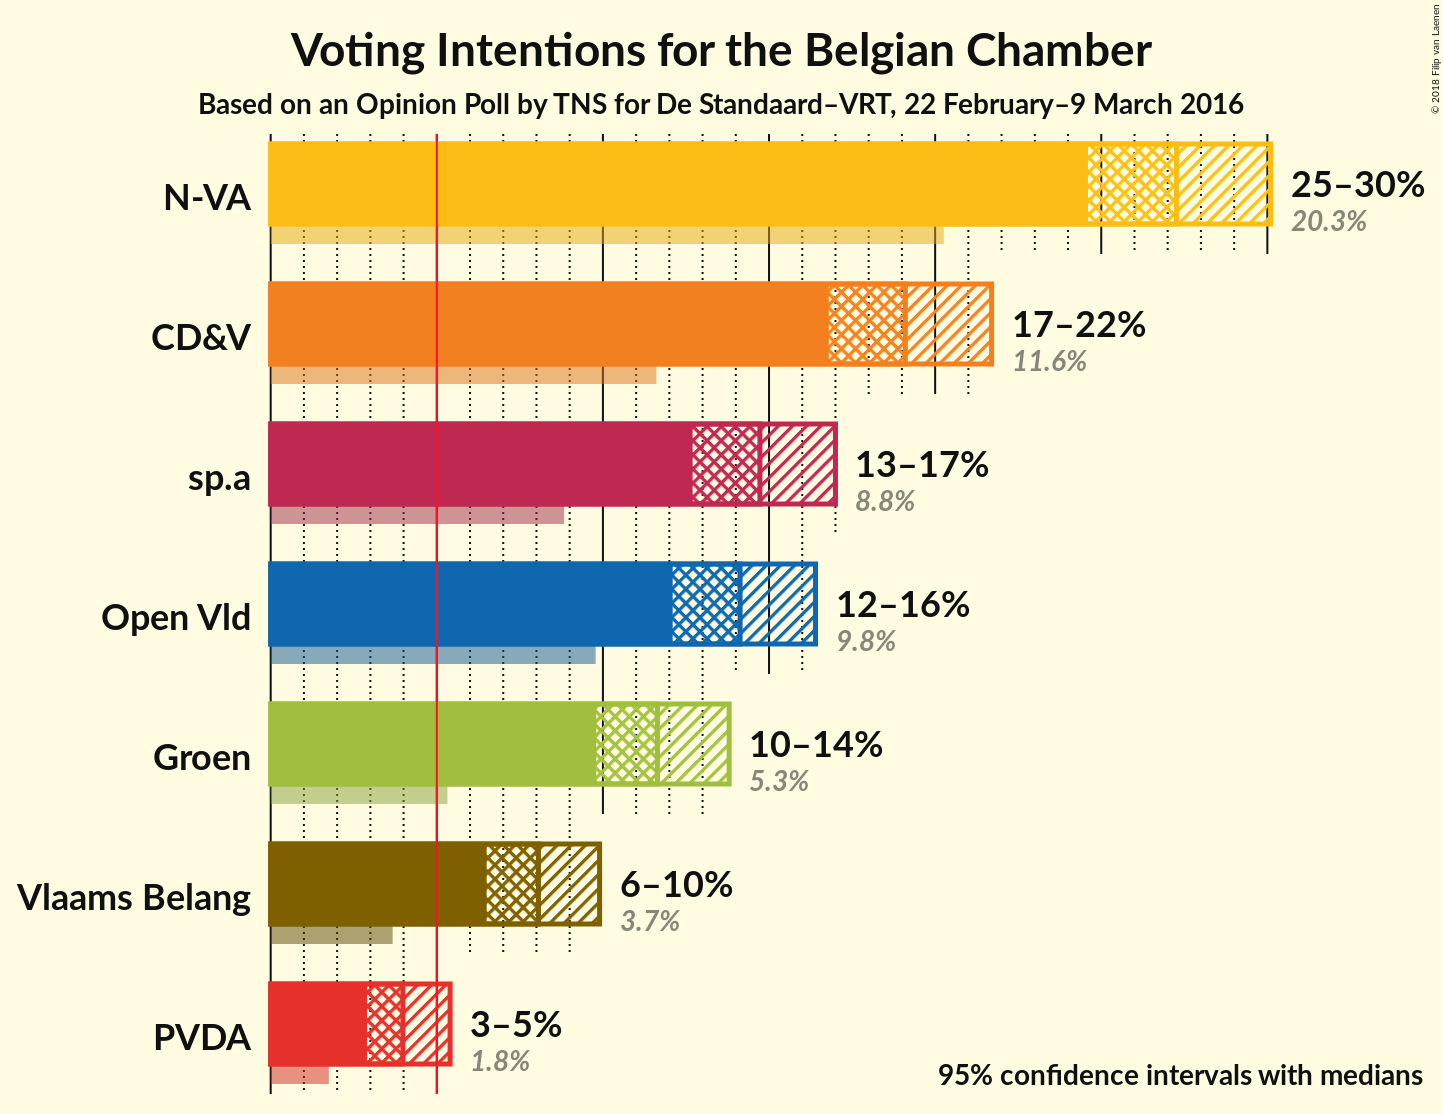 Voting Intentions for the Belgian Chamber
Based on an Opinion Poll by TNS for De Standaard–VRT, 22 February–9 March 2016
© 2018 Filip van Laenen
N-VA
25–30%
20.3%
CD&V
17–22%
11.6%
sp.a
13–17%
8.8%
Open Vld
12–16%
9.8%
Groen
10–14%
5.3%
Vlaams Belang
6–10%
3.7%
PVDA
3–5%
1.8%
95% confidence intervals with medians